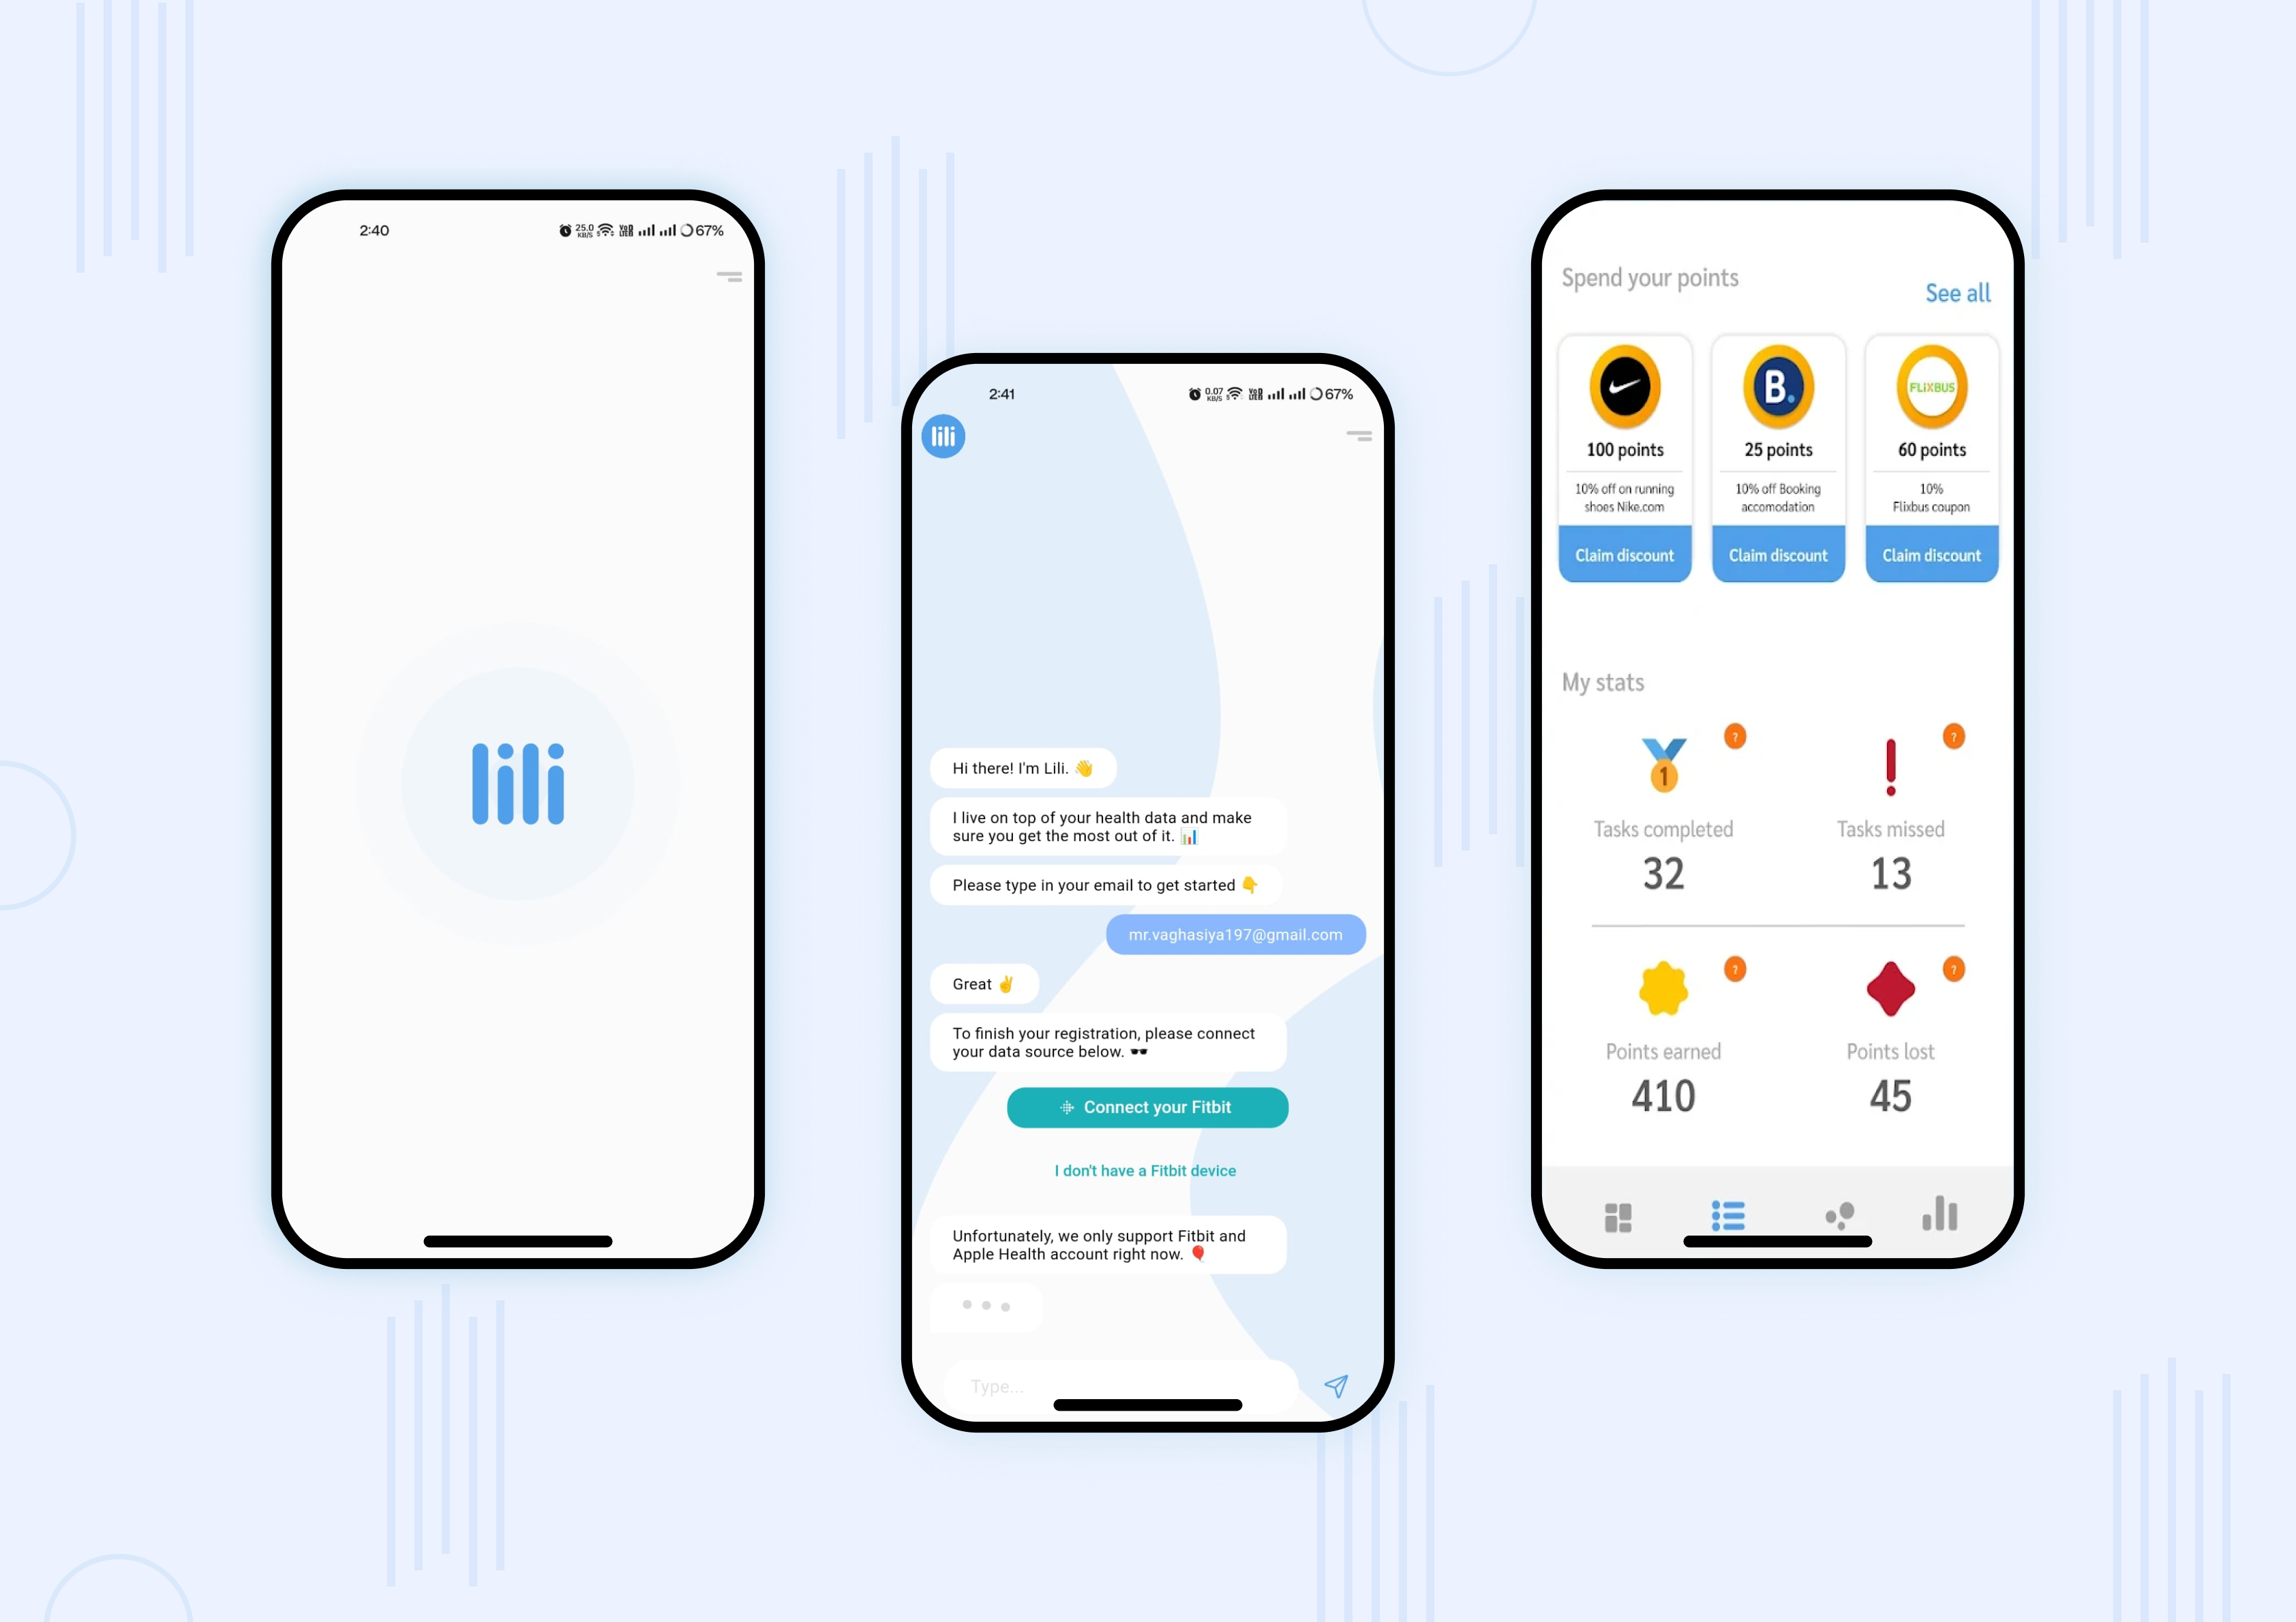 2:40
25.0
KB/S
67%
lili
2:41
0.07
KB/S
67%
lili
Hi there! I'm Lili. 👋
I live on top of your health data and make
sure you get the most out of it. 📊
Please type in your email to get started 👇
mr.vaghasiya197@gmail.com
Great ✌️
To finish your registration, please connect
your data source below. 🕶️
Connect your Fitbit
I don't have a Fitbit device
Unfortunately, we only support Fitbit and
Apple Health account right now. 🎈
Type...
Spend your points
See all
B.
FLiXBUS
100 points
25 points
60 points
10% off on running
shoes Nike.com
10% off Booking
accomodation
10%
Flixbus coupon
Claim discount
Claim discount
Claim discount
My stats
?
?
1
Tasks completed
Tasks missed
32
13
?
?
Points earned
Points lost
410
45